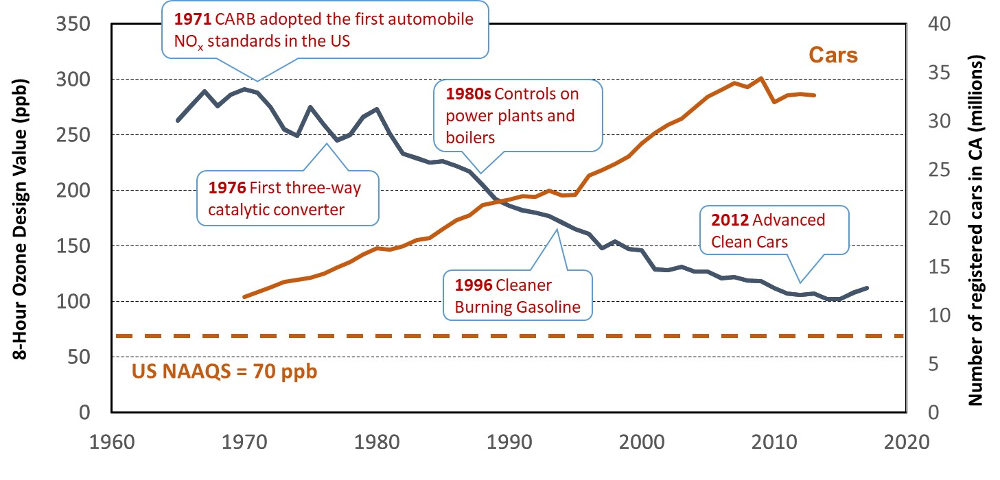 1971 CARB adopted the first automobile
NOx standards in the US
350
300
250
200
150
100
50
0
8-Hour Ozone Design Value (ppb)
40
35
30
25
20
15
10
5
0
Number of registered cars in CA (millions)
Cars
1980s Controls on
power plants and
boilers
1976 First three-way
catalytic converter
2012 Advanced
Clean Cars
1996 Cleaner
Burning Gasoline
US NAAQS = 70 ppb
1960
1970
1980
1990
2000
2010
2020